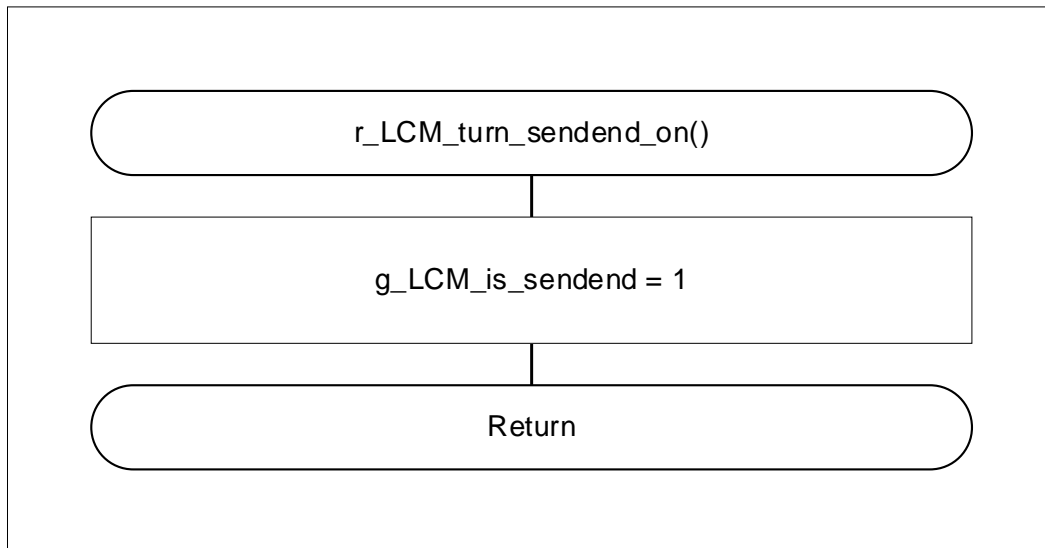 r_LCM_turn_sendend_on()
g_LCM_is_sendend = 1
Return